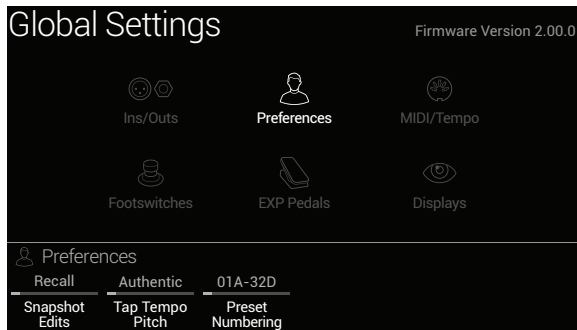 Global Settings
Firmware Version 2.00.0
Ins/Outs
Preferences
MIDI/Tempo
Footswitches
EXP Pedals
Displays
Preferences
Recall
Authentic
01A-32D
Snapshot
Edits
Tap Tempo
Pitch
Preset
Numbering